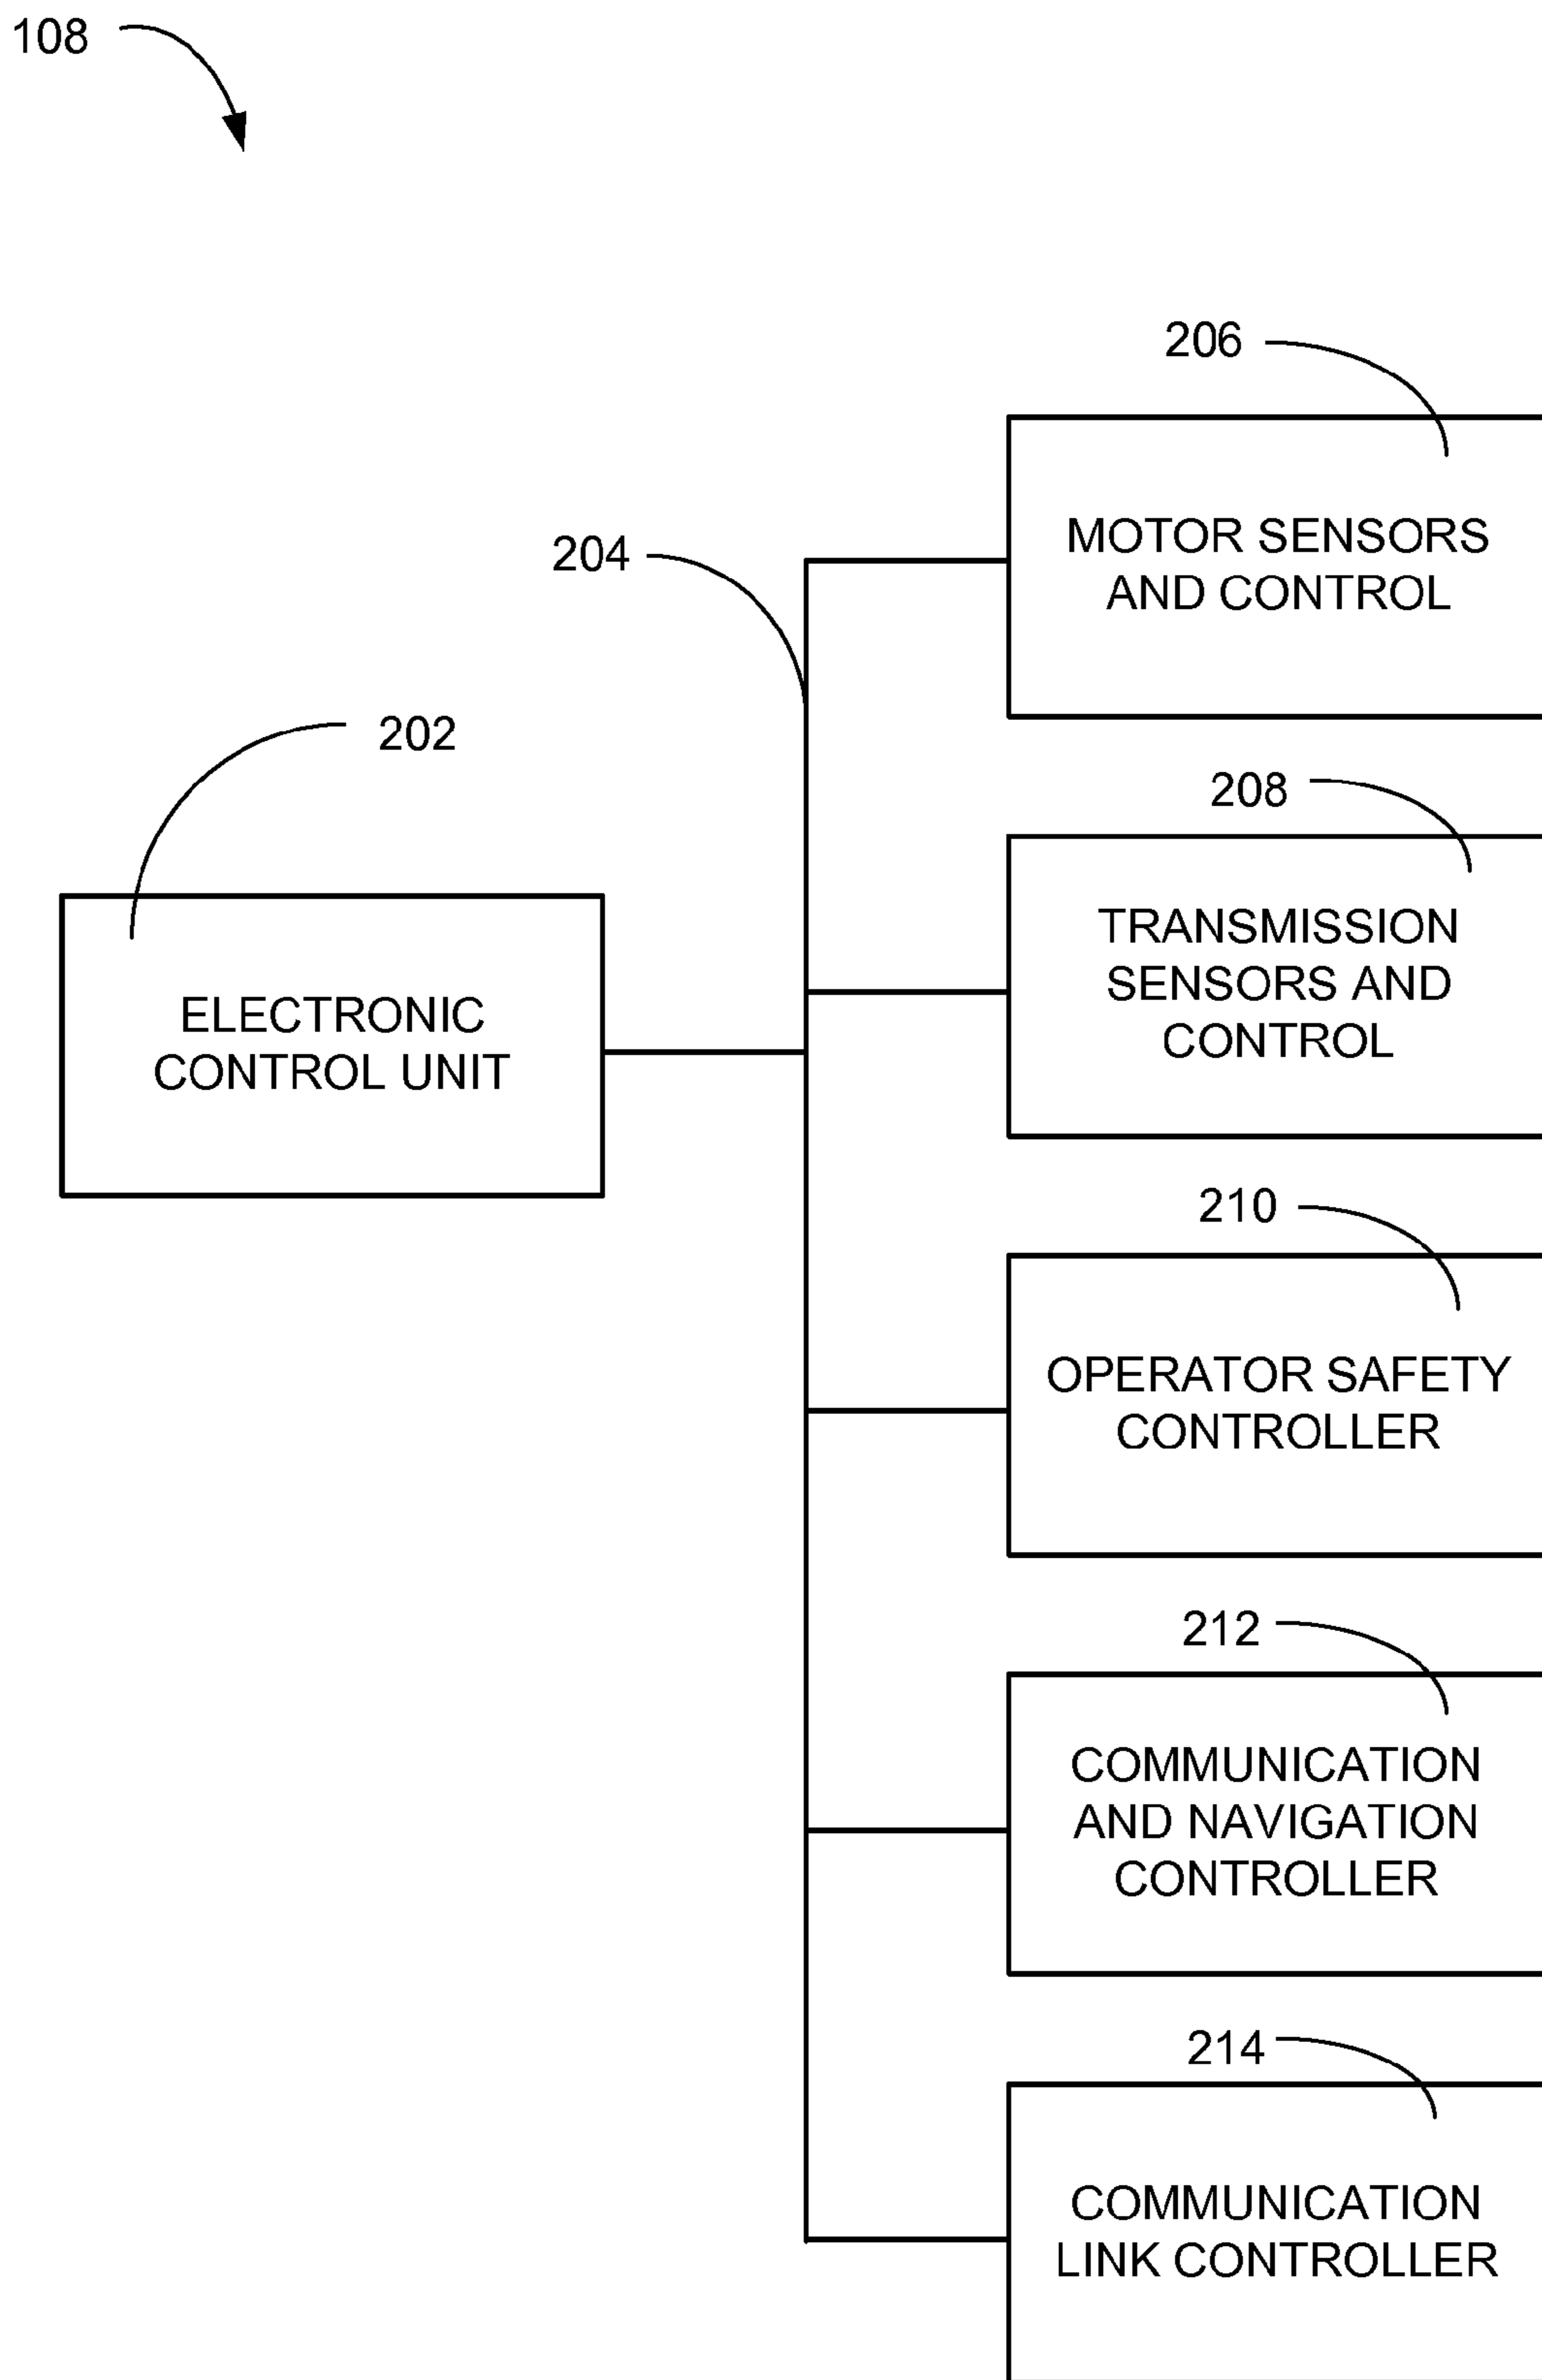 108
206
MOTOR SENSORS
AND CONTROL
204
202
208
TRANSMISSION
SENSORS AND
CONTROL
ELECTRONIC
CONTROL UNIT
210
OPERATOR SAFETY
CONTROLLER
212
COMMUNICATION
AND NAVIGATION
CONTROLLER
214
COMMUNICATION
LINK CONTROLLER